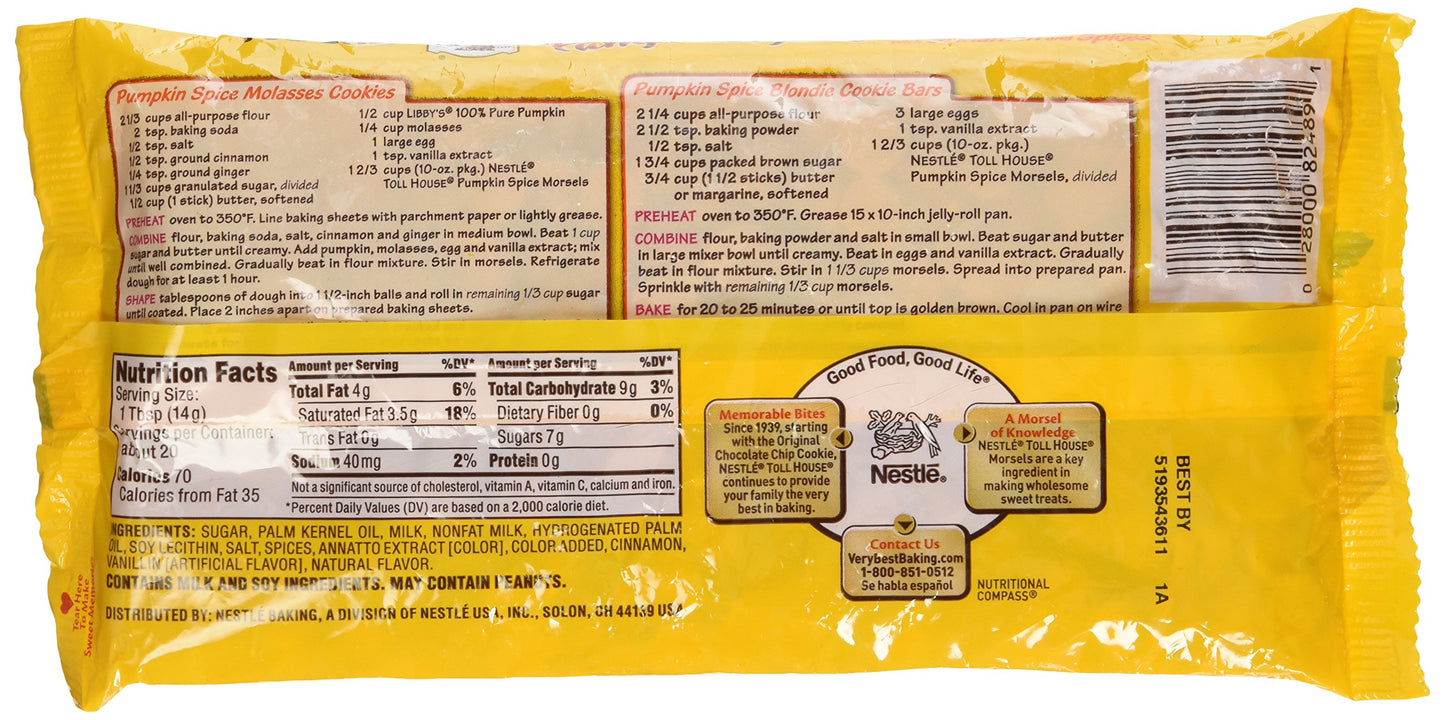 Pumpkin Spice Molasses Cookies
2 1/3 cups all-purpose flour
2 tsp. baking soda
1/2 tsp. salt
1/2 tsp. ground cinnamon
1/4 tsp. ground ginger
1 1/3 cups granulated sugar, divided
1/2 cup (1 stick) butter, softened
1/2 cup LIBBY'S® 100% Pure Pumpkin
1/4 cup molasses
1 large egg
1 tsp. vanilla extract
1 2/3 cups (10-oz. pkg.) NESTLÉ®
TOLL HOUSE® Pumpkin Spice Morsels
PREHEAT oven to 350°F. Line baking sheets with parchment paper or lightly grease.
COMBINE flour, baking soda, salt, cinnamon and ginger in medium bowl. Beat 1 cup
sugar and butter until creamy. Add pumpkin, molasses, egg and vanilla extract; mix
until well combined. Gradually beat in flour mixture. Stir in morsels. Refrigerate
dough for at least 1 hour.
SHAPE tablespoons of dough into 1 1/2-inch balls and roll in remaining 1/3 cup sugar
until coated. Place 2 inches apart on prepared baking sheets.
Pumpkin Spice Blondie Cookie Bars
2 1/4 cups all-purpose flour
2 1/2 tsp. baking powder
1/2 tsp. salt
1 3/4 cups packed brown sugar
3/4 cup (1 1/2 sticks) butter
or margarine, softened
3 large eggs
1 tsp. vanilla extract
1 2/3 cups (10-oz. pkg.)
NESTLÉ® TOLL HOUSE®
Pumpkin Spice Morsels, divided
PREHEAT oven to 350°F. Grease 15 x 10-inch jelly-roll pan.
COMBINE flour, baking powder and salt in small bowl. Beat sugar and butter
in large mixer bowl until creamy. Beat in eggs and vanilla extract. Gradually
beat in flour mixture. Stir in 1 1/3 cups morsels. Spread into prepared pan.
Sprinkle with remaining 1/3 cup morsels.
BAKE for 20 to 25 minutes or until top is golden brown. Cool in pan on wire
0 28000 82489 1
Nutrition Facts
Serving Size:
1 Tbsp (14g)
Servings per Container:
about 20
Calories 70
Calories from Fat 35
Amount per Serving %DV*
Total Fat 4g 6%
Saturated Fat 3.5g 18%
Trans Fat 0g
Sodium 40mg 2%
Amount per Serving %DV*
Total Carbohydrate 9g 3%
Dietary Fiber 0g 0%
Sugars 7g
Protein 0g
Not a significant source of cholesterol, vitamin A, vitamin C, calcium and iron.
*Percent Daily Values (DV) are based on a 2,000 calorie diet.
INGREDIENTS: SUGAR, PALM KERNEL OIL, MILK, NONFAT MILK, HYDROGENATED PALM
OIL, SOY LECITHIN, SALT, SPICES, ANNATTO EXTRACT [COLOR], COLOR ADDED, CINNAMON,
VANILLIN [ARTIFICIAL FLAVOR], NATURAL FLAVOR.
CONTAINS MILK AND SOY INGREDIENTS. MAY CONTAIN PEANUTS.
DISTRIBUTED BY: NESTLÉ BAKING, A DIVISION OF NESTLÉ USA, INC., SOLON, OH 44139 USA
Tear Here
To Make
Sweet Memories
Good Food, Good Life®
Nestlé®
Memorable Bites
Since 1939, starting
with the Original
Chocolate Chip Cookie,
NESTLÉ® TOLL HOUSE®
continues to provide
your family the very
best in baking.
A Morsel
of Knowledge
NESTLÉ® TOLL HOUSE®
Morsels are a key
ingredient in
making wholesome
sweet treats.
Contact Us
VerybestBaking.com
1-800-851-0512
Se habla español
NUTRITIONAL
COMPASS®
BEST BY
5193543611 1A